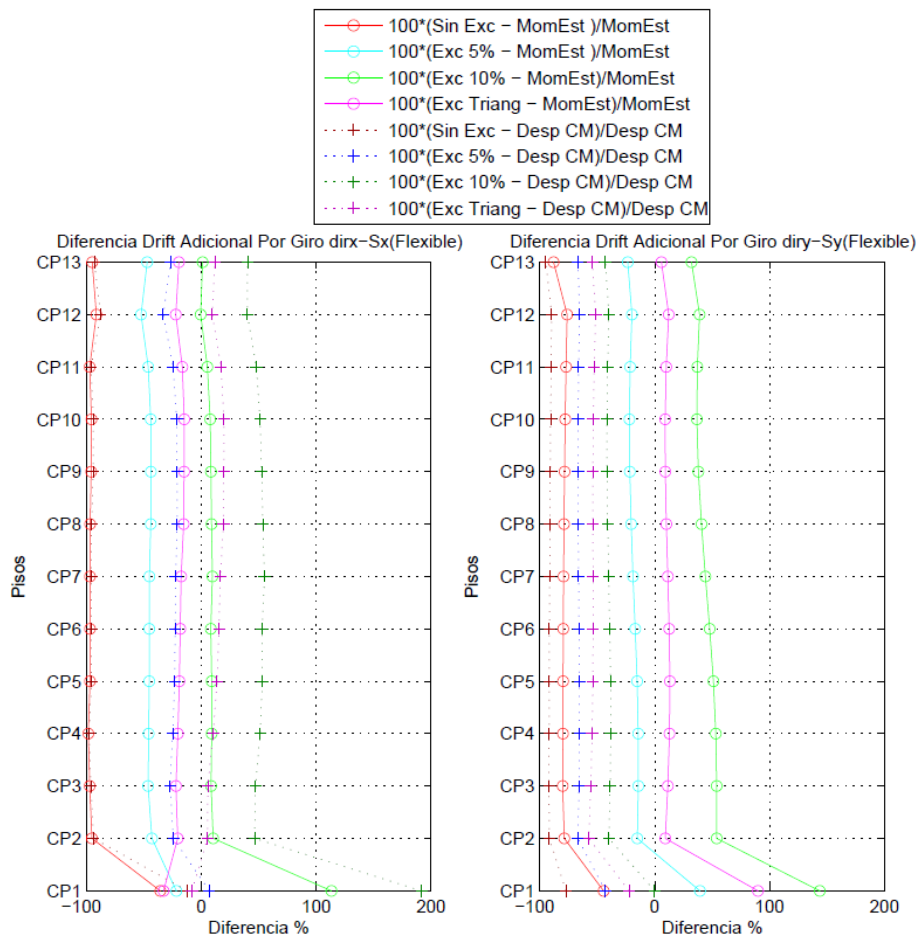 100*(Sin Exc − MomEst )/MomEst
100*(Exc 5% − MomEst )/MomEst
100*(Exc 10% − MomEst)/MomEst
100*(Exc Triang − MomEst)/MomEst
100*(Sin Exc − Desp CM)/Desp CM
100*(Exc 5% − Desp CM)/Desp CM
100*(Exc 10% − Desp CM)/Desp CM
100*(Exc Triang − Desp CM)/Desp CM
Diferencia Drift Adicional Por Giro dirx−Sx(Flexible)
CP13
CP12
CP11
CP10
CP9
CP8
CP7
CP6
CP5
CP4
CP3
CP2
CP1
Pisos
−100
0
100
200
Diferencia %
Diferencia Drift Adicional Por Giro diry−Sy(Flexible)
CP13
CP12
CP11
CP10
CP9
CP8
CP7
CP6
CP5
CP4
CP3
CP2
CP1
Pisos
−100
0
100
200
Diferencia %